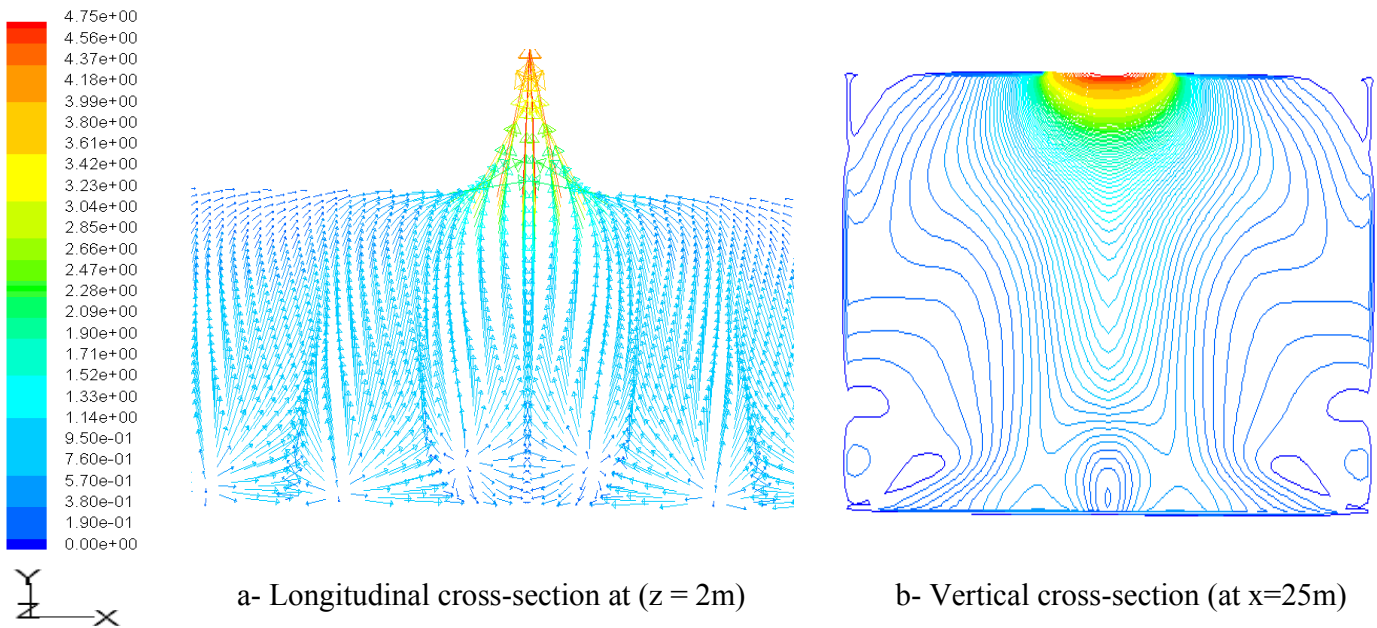 4.75e+00
4.56e+00
4.37e+00
4.18e+00
3.99e+00
3.80e+00
3.61e+00
3.42e+00
3.23e+00
3.04e+00
2.85e+00
2.66e+00
2.47e+00
2.28e+00
2.09e+00
1.90e+00
1.71e+00
1.52e+00
1.33e+00
1.14e+00
9.50e-01
7.60e-01
5.70e-01
3.80e-01
1.90e-01
0.00e+00
Y
Z
X
a- Longitudinal cross-section at (z = 2m)
b- Vertical cross-section (at x=25m)